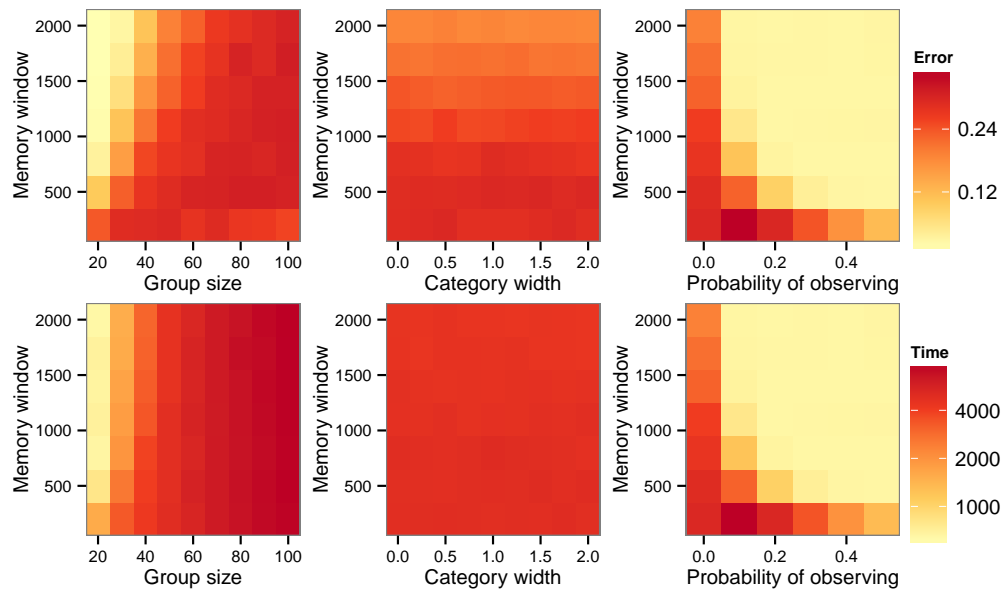 2000
1500
1000
500
Memory window
20 40 60 80 100
Group size
2000
1500
1000
500
Memory window
0.0 0.5 1.0 1.5 2.0
Category width
2000
1500
1000
500
Memory window
0.0 0.2 0.4
Probability of observing
Error
0.24
0.12
2000
1500
1000
500
Memory window
20 40 60 80 100
Group size
2000
1500
1000
500
Memory window
0.0 0.5 1.0 1.5 2.0
Category width
2000
1500
1000
500
Memory window
0.0 0.2 0.4
Probability of observing
Time
4000
2000
1000